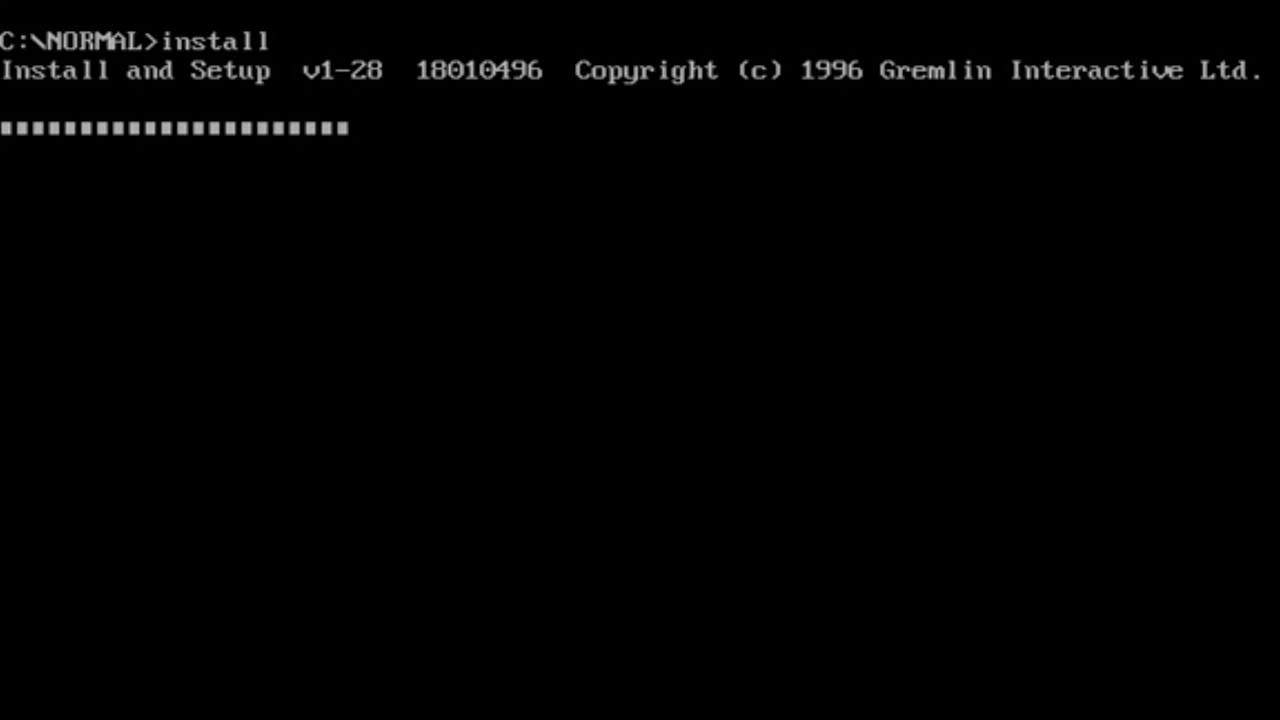 C:\NORMAL>install
Install and Setup  v1-28  18010496  Copyright (c) 1996 Gremlin Interactive Ltd.
■■■■■■■■■■■■■■■■■■■■■■